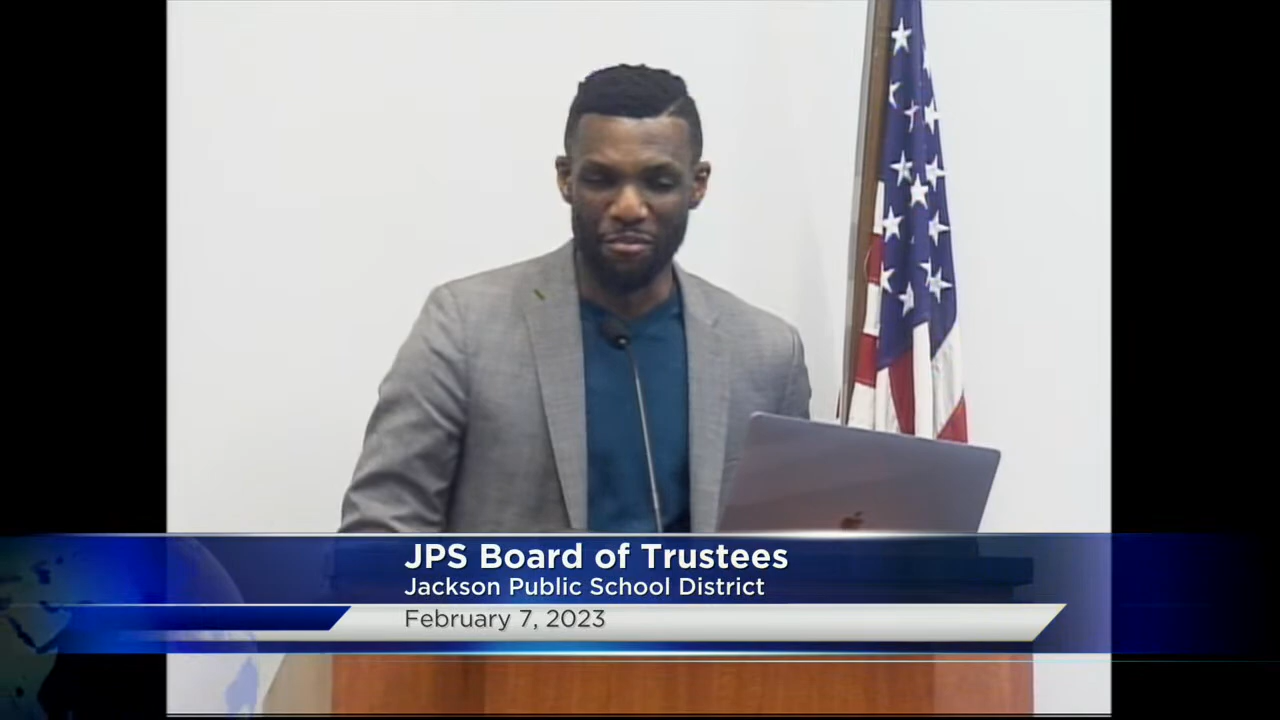 JPS Board of Trustees
Jackson Public School District
February 7, 2023